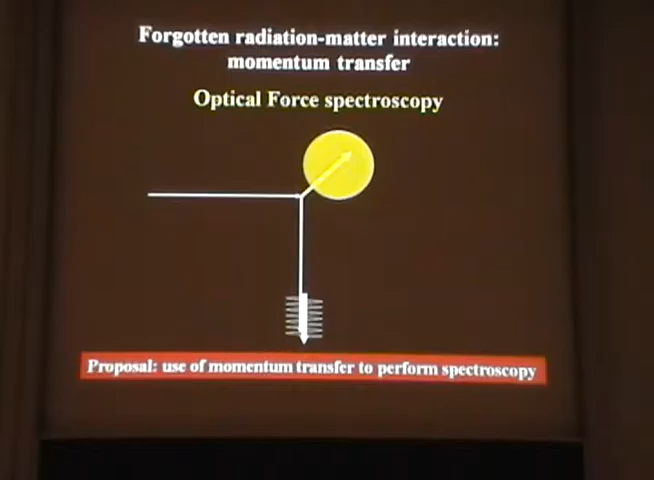 Forgotten radiation-matter interaction:
momentum transfer
Optical Force spectroscopy
Proposal: use of momentum transfer to perform spectroscopy